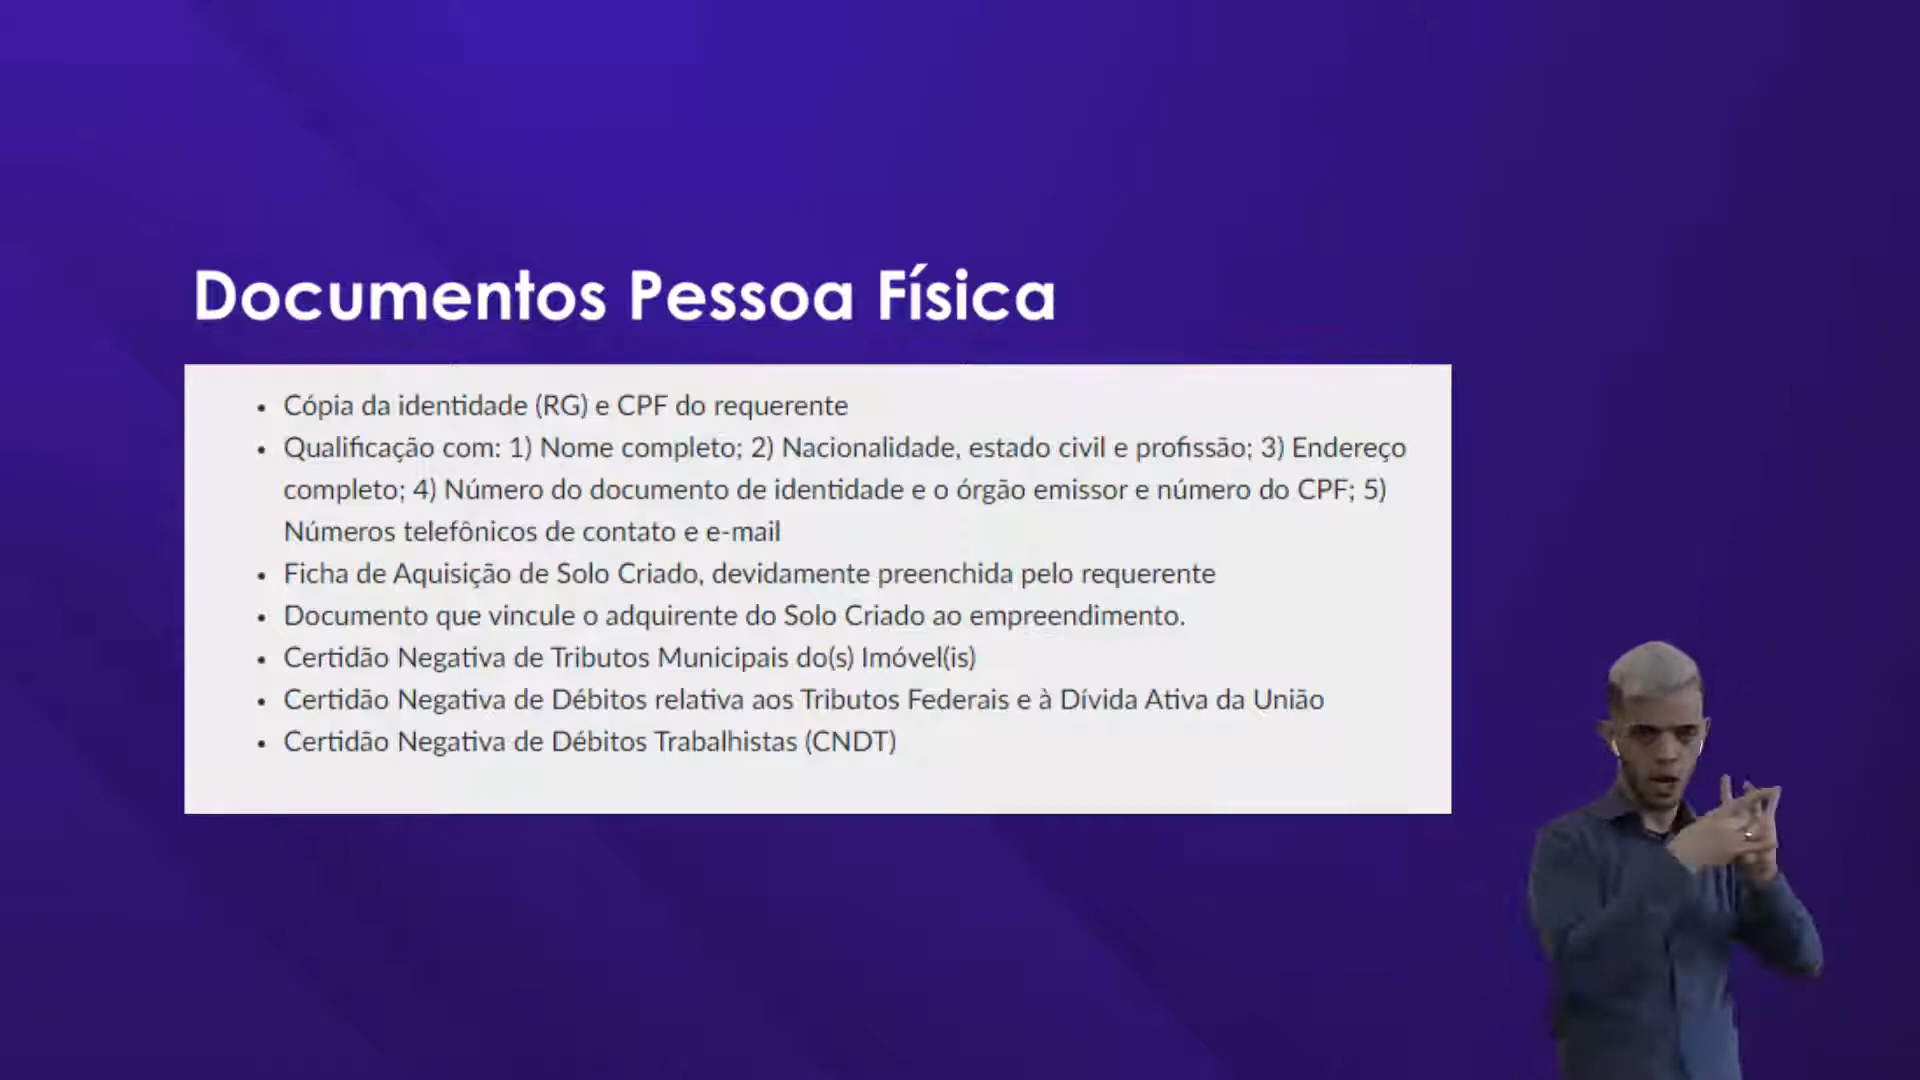 Documentos Pessoa Física
• Cópia da identidade (RG) e CPF do requerente
• Qualificação com: 1) Nome completo; 2) Nacionalidade, estado civil e profissão; 3) Endereço
completo; 4) Número do documento de identidade e o órgão emissor e número do CPF; 5)
Números telefônicos de contato e e-mail
• Ficha de Aquisição de Solo Criado, devidamente preenchida pelo requerente
• Documento que vincule o adquirente do Solo Criado ao empreendimento.
• Certidão Negativa de Tributos Municipais do(s) Imóvel(is)
• Certidão Negativa de Débitos relativa aos Tributos Federais e à Dívida Ativa da União
• Certidão Negativa de Débitos Trabalhistas (CNDT)